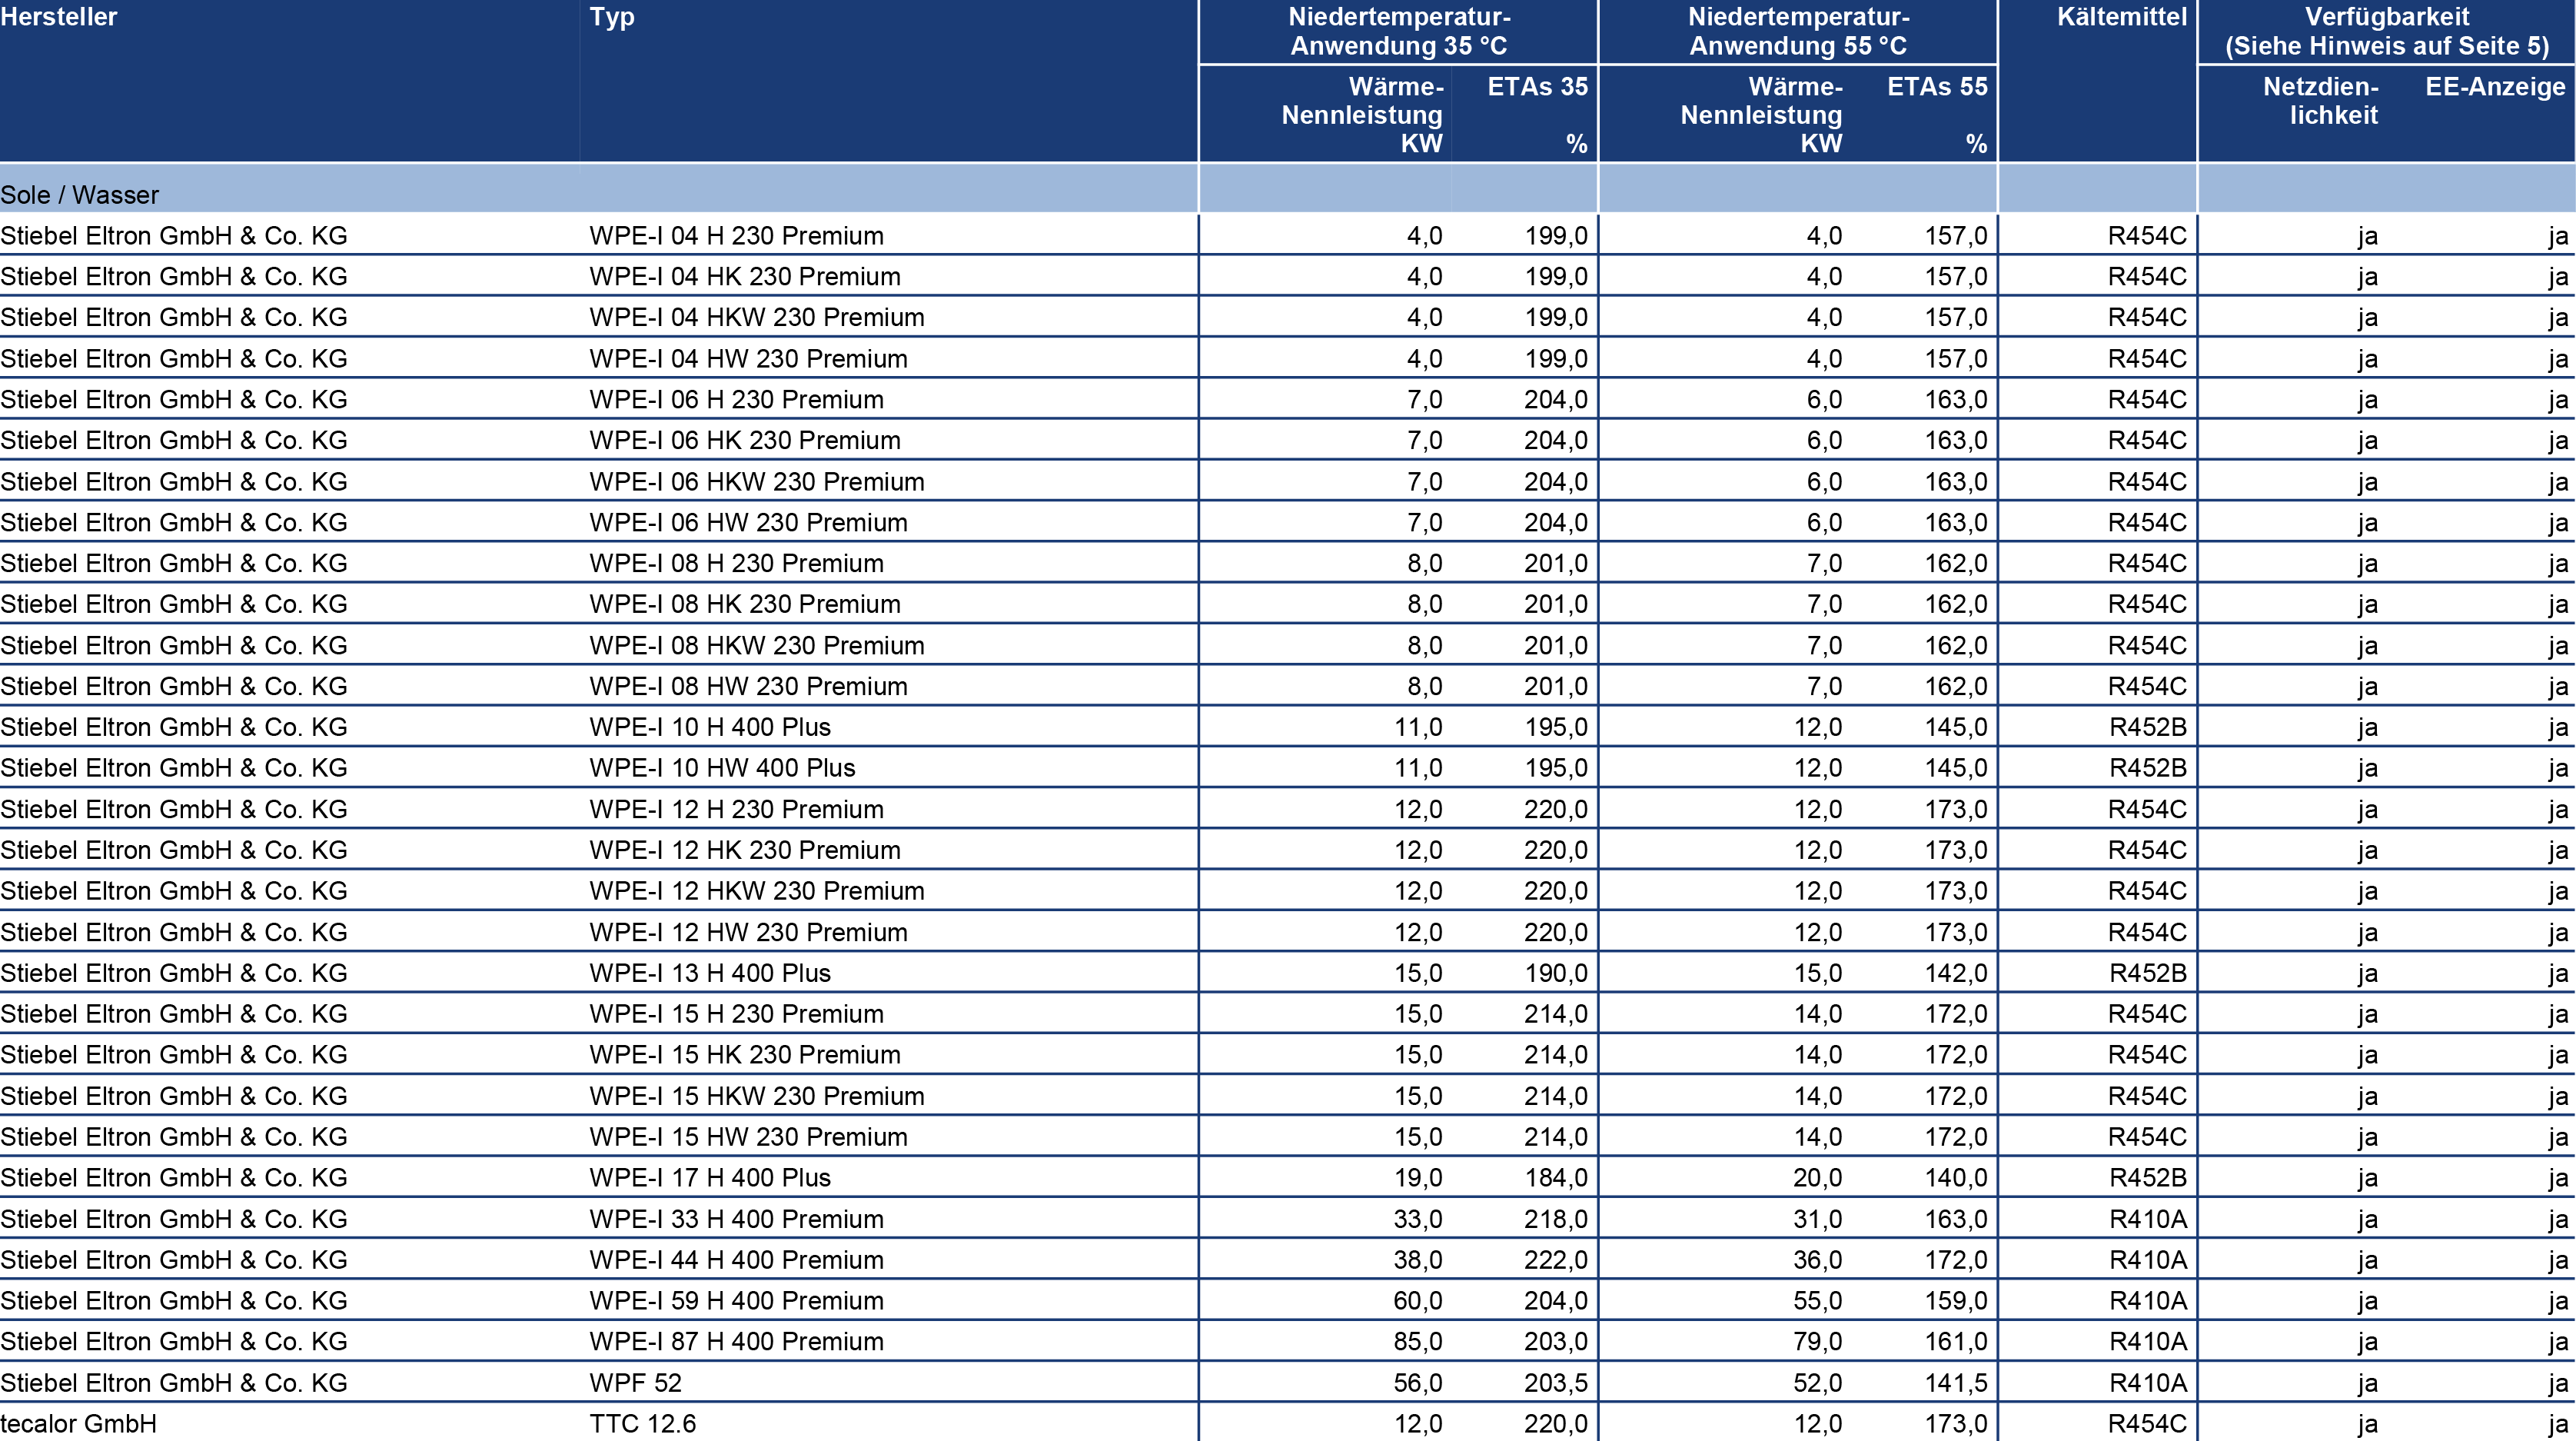 Hersteller Typ Niedertemperatur- Niedertemperatur- Kältemittel Verfügbarkeit
Anwendung 35 °C Anwendung 55 °C (Siehe Hinweis auf Seite 5)
Wärme- ETAs 35 Wärme- ETAs 55 Netzdien- EE-Anzeige
Nennleistung Nennleistung lichkeit
KW % KW %
Sole / Wasser
Stiebel Eltron GmbH & Co. KG WPE-I 04 H 230 Premium 4,0 199,0 4,0 157,0 R454C ja ja
Stiebel Eltron GmbH & Co. KG WPE-I 04 HK 230 Premium 4,0 199,0 4,0 157,0 R454C ja ja
Stiebel Eltron GmbH & Co. KG WPE-I 04 HKW 230 Premium 4,0 199,0 4,0 157,0 R454C ja ja
Stiebel Eltron GmbH & Co. KG WPE-I 04 HW 230 Premium 4,0 199,0 4,0 157,0 R454C ja ja
Stiebel Eltron GmbH & Co. KG WPE-I 06 H 230 Premium 7,0 204,0 6,0 163,0 R454C ja ja
Stiebel Eltron GmbH & Co. KG WPE-I 06 HK 230 Premium 7,0 204,0 6,0 163,0 R454C ja ja
Stiebel Eltron GmbH & Co. KG WPE-I 06 HKW 230 Premium 7,0 204,0 6,0 163,0 R454C ja ja
Stiebel Eltron GmbH & Co. KG WPE-I 06 HW 230 Premium 7,0 204,0 6,0 163,0 R454C ja ja
Stiebel Eltron GmbH & Co. KG WPE-I 08 H 230 Premium 8,0 201,0 7,0 162,0 R454C ja ja
Stiebel Eltron GmbH & Co. KG WPE-I 08 HK 230 Premium 8,0 201,0 7,0 162,0 R454C ja ja
Stiebel Eltron GmbH & Co. KG WPE-I 08 HKW 230 Premium 8,0 201,0 7,0 162,0 R454C ja ja
Stiebel Eltron GmbH & Co. KG WPE-I 08 HW 230 Premium 8,0 201,0 7,0 162,0 R454C ja ja
Stiebel Eltron GmbH & Co. KG WPE-I 10 H 400 Plus 11,0 195,0 12,0 145,0 R452B ja ja
Stiebel Eltron GmbH & Co. KG WPE-I 10 HW 400 Plus 11,0 195,0 12,0 145,0 R452B ja ja
Stiebel Eltron GmbH & Co. KG WPE-I 12 H 230 Premium 12,0 220,0 12,0 173,0 R454C ja ja
Stiebel Eltron GmbH & Co. KG WPE-I 12 HK 230 Premium 12,0 220,0 12,0 173,0 R454C ja ja
Stiebel Eltron GmbH & Co. KG WPE-I 12 HKW 230 Premium 12,0 220,0 12,0 173,0 R454C ja ja
Stiebel Eltron GmbH & Co. KG WPE-I 12 HW 230 Premium 12,0 220,0 12,0 173,0 R454C ja ja
Stiebel Eltron GmbH & Co. KG WPE-I 13 H 400 Plus 15,0 190,0 15,0 142,0 R452B ja ja
Stiebel Eltron GmbH & Co. KG WPE-I 15 H 230 Premium 15,0 214,0 14,0 172,0 R454C ja ja
Stiebel Eltron GmbH & Co. KG WPE-I 15 HK 230 Premium 15,0 214,0 14,0 172,0 R454C ja ja
Stiebel Eltron GmbH & Co. KG WPE-I 15 HKW 230 Premium 15,0 214,0 14,0 172,0 R454C ja ja
Stiebel Eltron GmbH & Co. KG WPE-I 15 HW 230 Premium 15,0 214,0 14,0 172,0 R454C ja ja
Stiebel Eltron GmbH & Co. KG WPE-I 17 H 400 Plus 19,0 184,0 20,0 140,0 R452B ja ja
Stiebel Eltron GmbH & Co. KG WPE-I 33 H 400 Premium 33,0 218,0 31,0 163,0 R410A ja ja
Stiebel Eltron GmbH & Co. KG WPE-I 44 H 400 Premium 38,0 222,0 36,0 172,0 R410A ja ja
Stiebel Eltron GmbH & Co. KG WPE-I 59 H 400 Premium 60,0 204,0 55,0 159,0 R410A ja ja
Stiebel Eltron GmbH & Co. KG WPE-I 87 H 400 Premium 85,0 203,0 79,0 161,0 R410A ja ja
Stiebel Eltron GmbH & Co. KG WPF 52 56,0 203,5 52,0 141,5 R410A ja ja
tecalor GmbH TTC 12.6 12,0 220,0 12,0 173,0 R454C ja ja